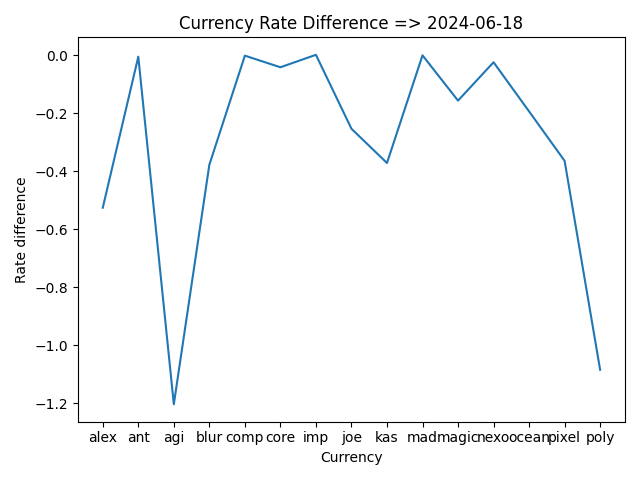 Currency Rate Difference => 2024-06-18
0.0
−0.2
−0.4
−0.6
−0.8
−1.0
−1.2
Rate difference
alex ant agi blur comp core imp joe kas mad magic nexo ocean pixel poly
Currency